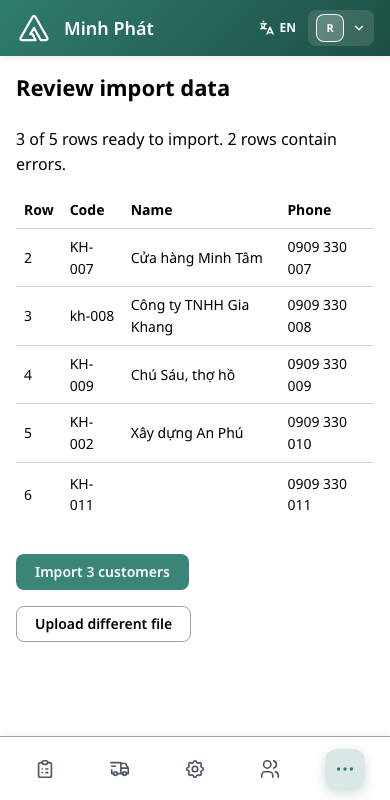 Minh Phát
EN
R
Review import data
3 of 5 rows ready to import. 2 rows contain
errors.
Row Code Name Phone
2 KH-007 Cửa hàng Minh Tâm 0909 330 007
3 kh-008 Công ty TNHH Gia Khang 0909 330 008
4 KH-009 Chú Sáu, thợ hồ 0909 330 009
5 KH-002 Xây dựng An Phú 0909 330 010
6 KH-011 0909 330 011
Import 3 customers
Upload different file